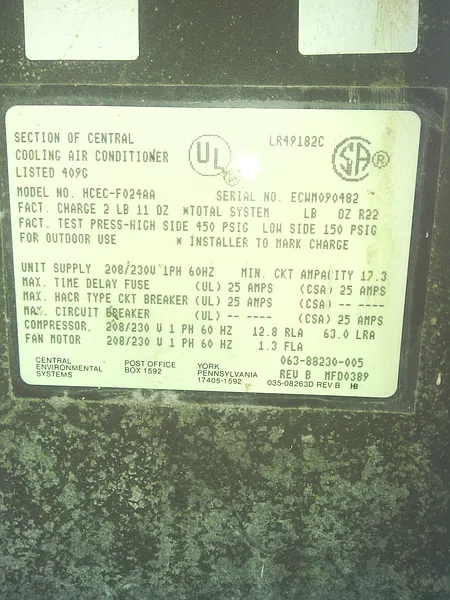 SECTION OF CENTRAL
COOLING AIR CONDITIONER
LISTED 409G
UL
LR49182C
SA®
MODEL NO. HCEC-F024AA SERIAL NO. ECWM090482
FACT. CHARGE 2 LB 11 OZ *TOTAL SYSTEM LB OZ R22
FACT. TEST PRESS-HIGH SIDE 450 PSIG LOW SIDE 150 PSIG
FOR OUTDOOR USE * INSTALLER TO MARK CHARGE
UNIT SUPPLY 208/230V 1PH 60HZ MIN. CKT AMPACITY 17.3
MAX. TIME DELAY FUSE (UL) 25 AMPS (CSA) 25 AMPS
MAX. HACR TYPE CKT BREAKER (UL) 25 AMPS (CSA) -- ----
MAX. CIRCUIT BREAKER (UL) -- ---- (CSA) 25 AMPS
COMPRESSOR 208/230 V 1 PH 60 HZ 12.8 RLA 63.0 LRA
FAN MOTOR 208/230 V 1 PH 60 HZ 1.3 FLA
063-88230-005
REV B MFD0389
CENTRAL
ENVIRONMENTAL
SYSTEMS
POST OFFICE
BOX 1592
YORK
PENNSYLVANIA
17405-1592
035-08263D REV B HB